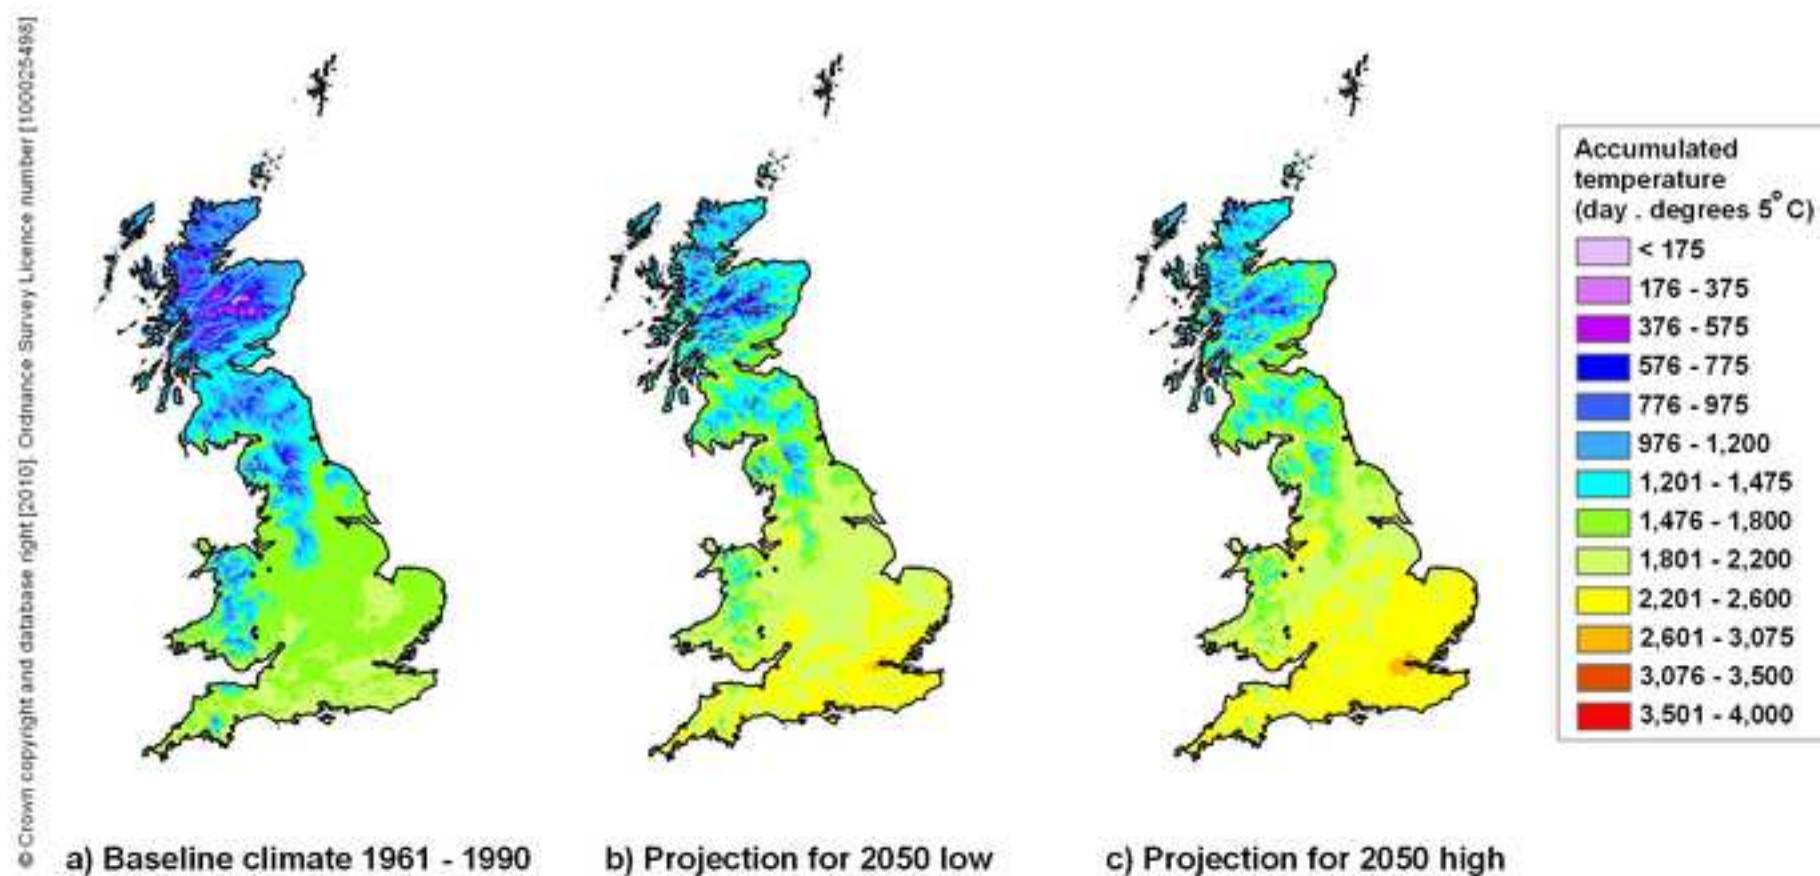 © Crown copyright and database right [2010]. Ordnance Survey Licence number [100025498]
Accumulated
temperature
(day . degrees 5°C)
< 175
176 - 375
376 - 575
576 - 775
776 - 975
976 - 1,200
1,201 - 1,475
1,476 - 1,800
1,801 - 2,200
2,201 - 2,600
2,601 - 3,075
3,076 - 3,500
3,501 - 4,000
a) Baseline climate 1961 - 1990
b) Projection for 2050 low
c) Projection for 2050 high